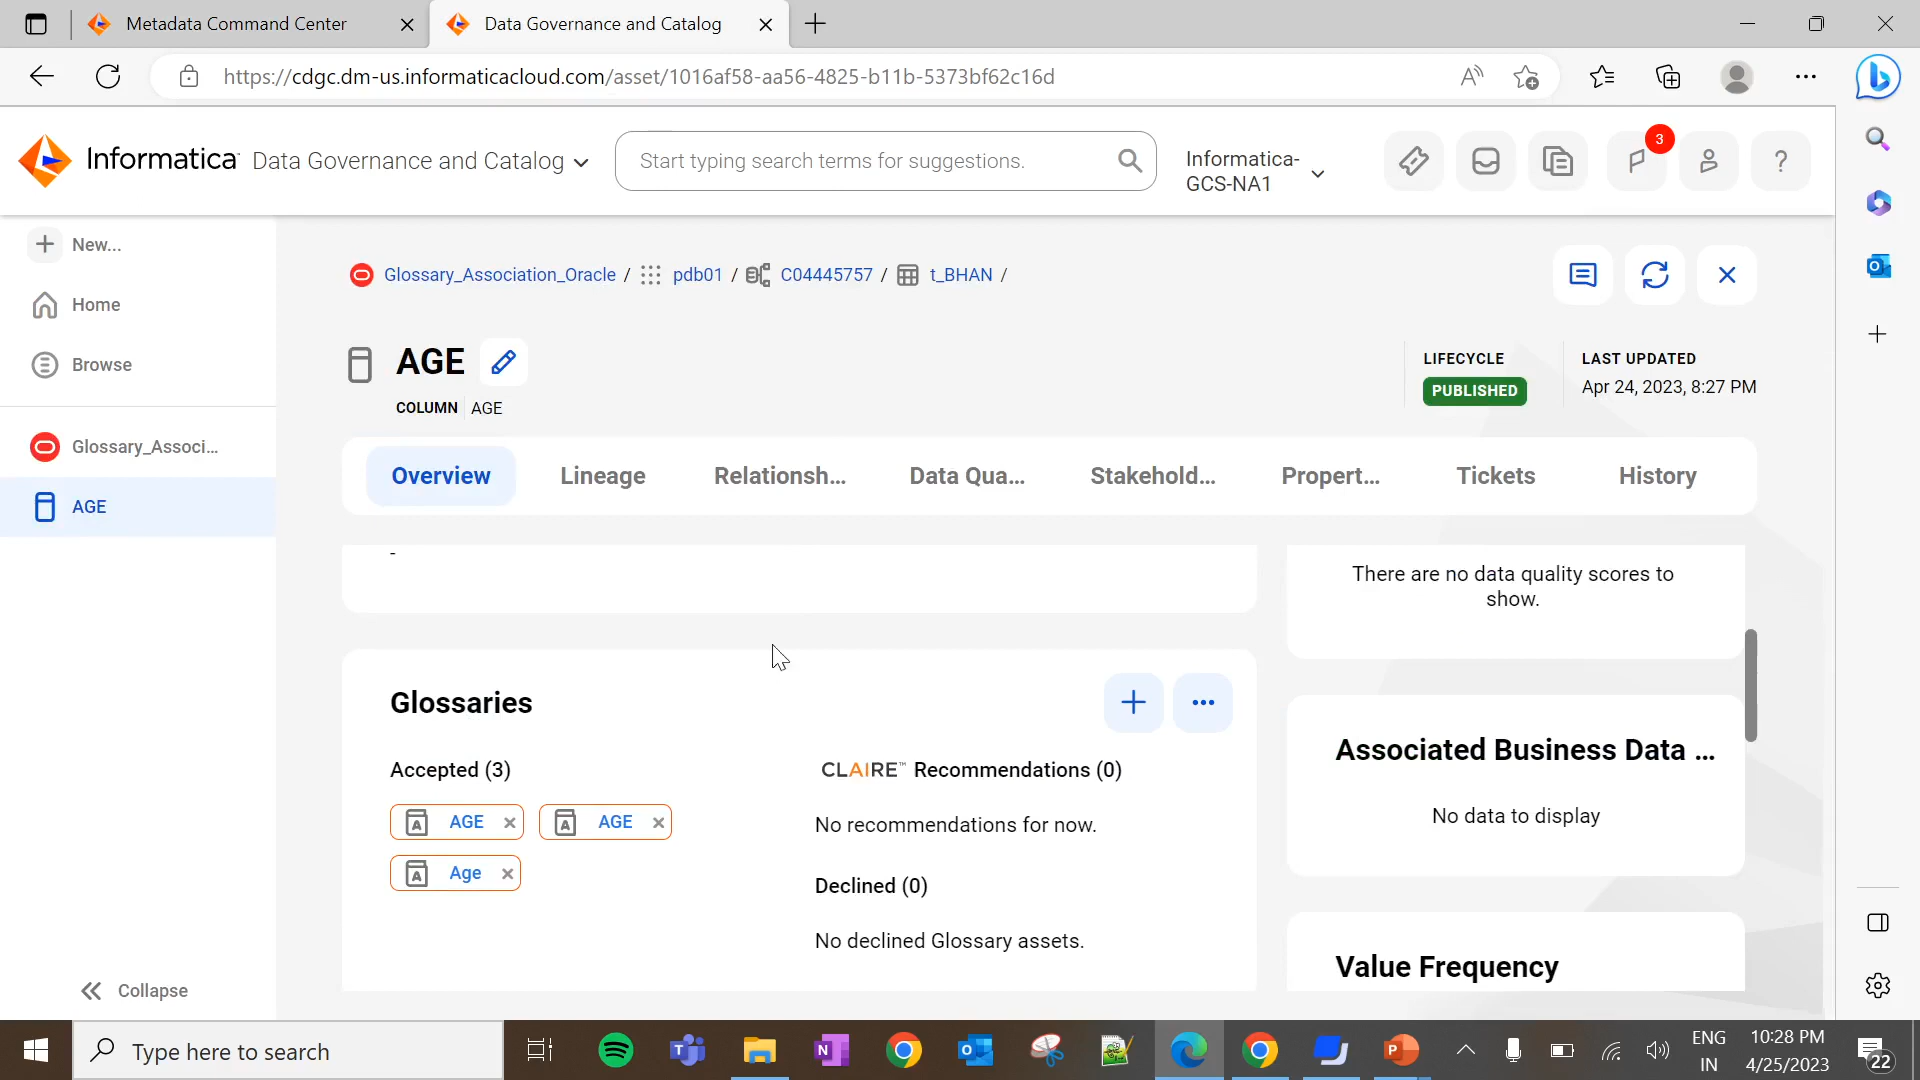 Metadata Command Center
Data Governance and Catalog
https://cdgc.dm-us.informaticacloud.com/asset/1016af58-aa56-4825-b11b-5373bf62c16d
Informatica Data Governance and Catalog
Start typing search terms for suggestions.
Informatica-
GCS-NA1
3
?
New...
Home
Browse
Glossary_Associ...
AGE
Collapse
Glossary_Association_Oracle / pdb01 / C04445757 / t_BHAN /
AGE
COLUMN AGE
LIFECYCLE
PUBLISHED
LAST UPDATED
Apr 24, 2023, 8:27 PM
Overview Lineage Relationsh... Data Qua... Stakehold... Propert... Tickets History
-
Glossaries
Accepted (3)
AGE AGE
Age
CLAIRE™ Recommendations (0)
No recommendations for now.
Declined (0)
No declined Glossary assets.
There are no data quality scores to
show.
Associated Business Data ...
No data to display
Value Frequency
Type here to search
ENG
IN
10:28 PM
4/25/2023
22